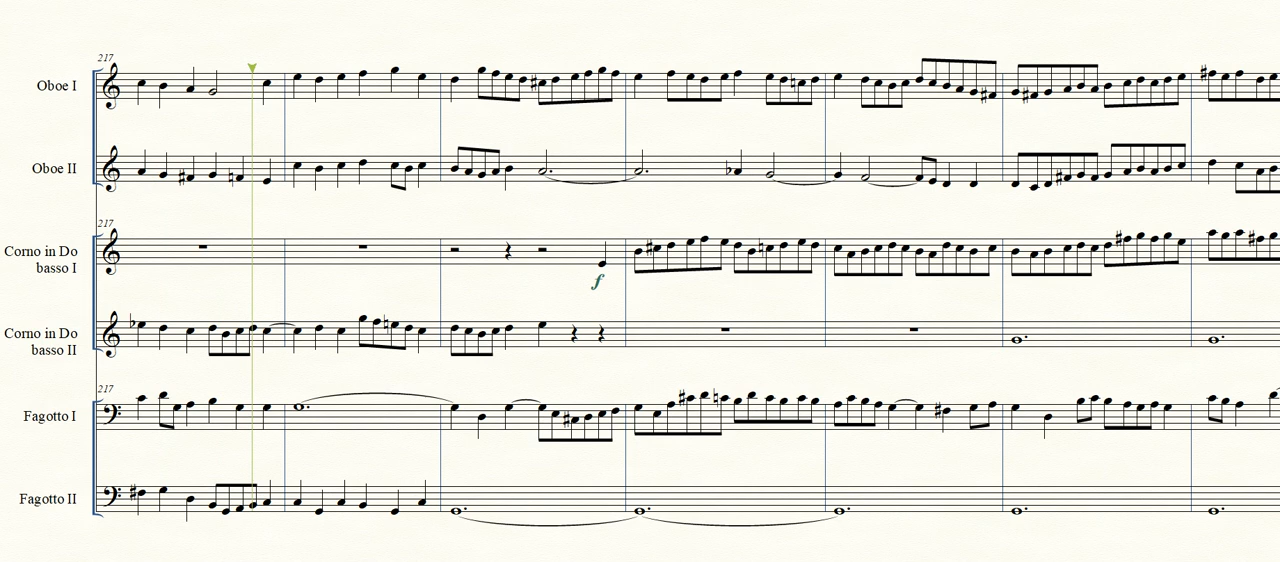 217
Oboe I
Oboe II
217
Corno in Do
basso I
f
Corno in Do
basso II
217
Fagotto I
Fagotto II